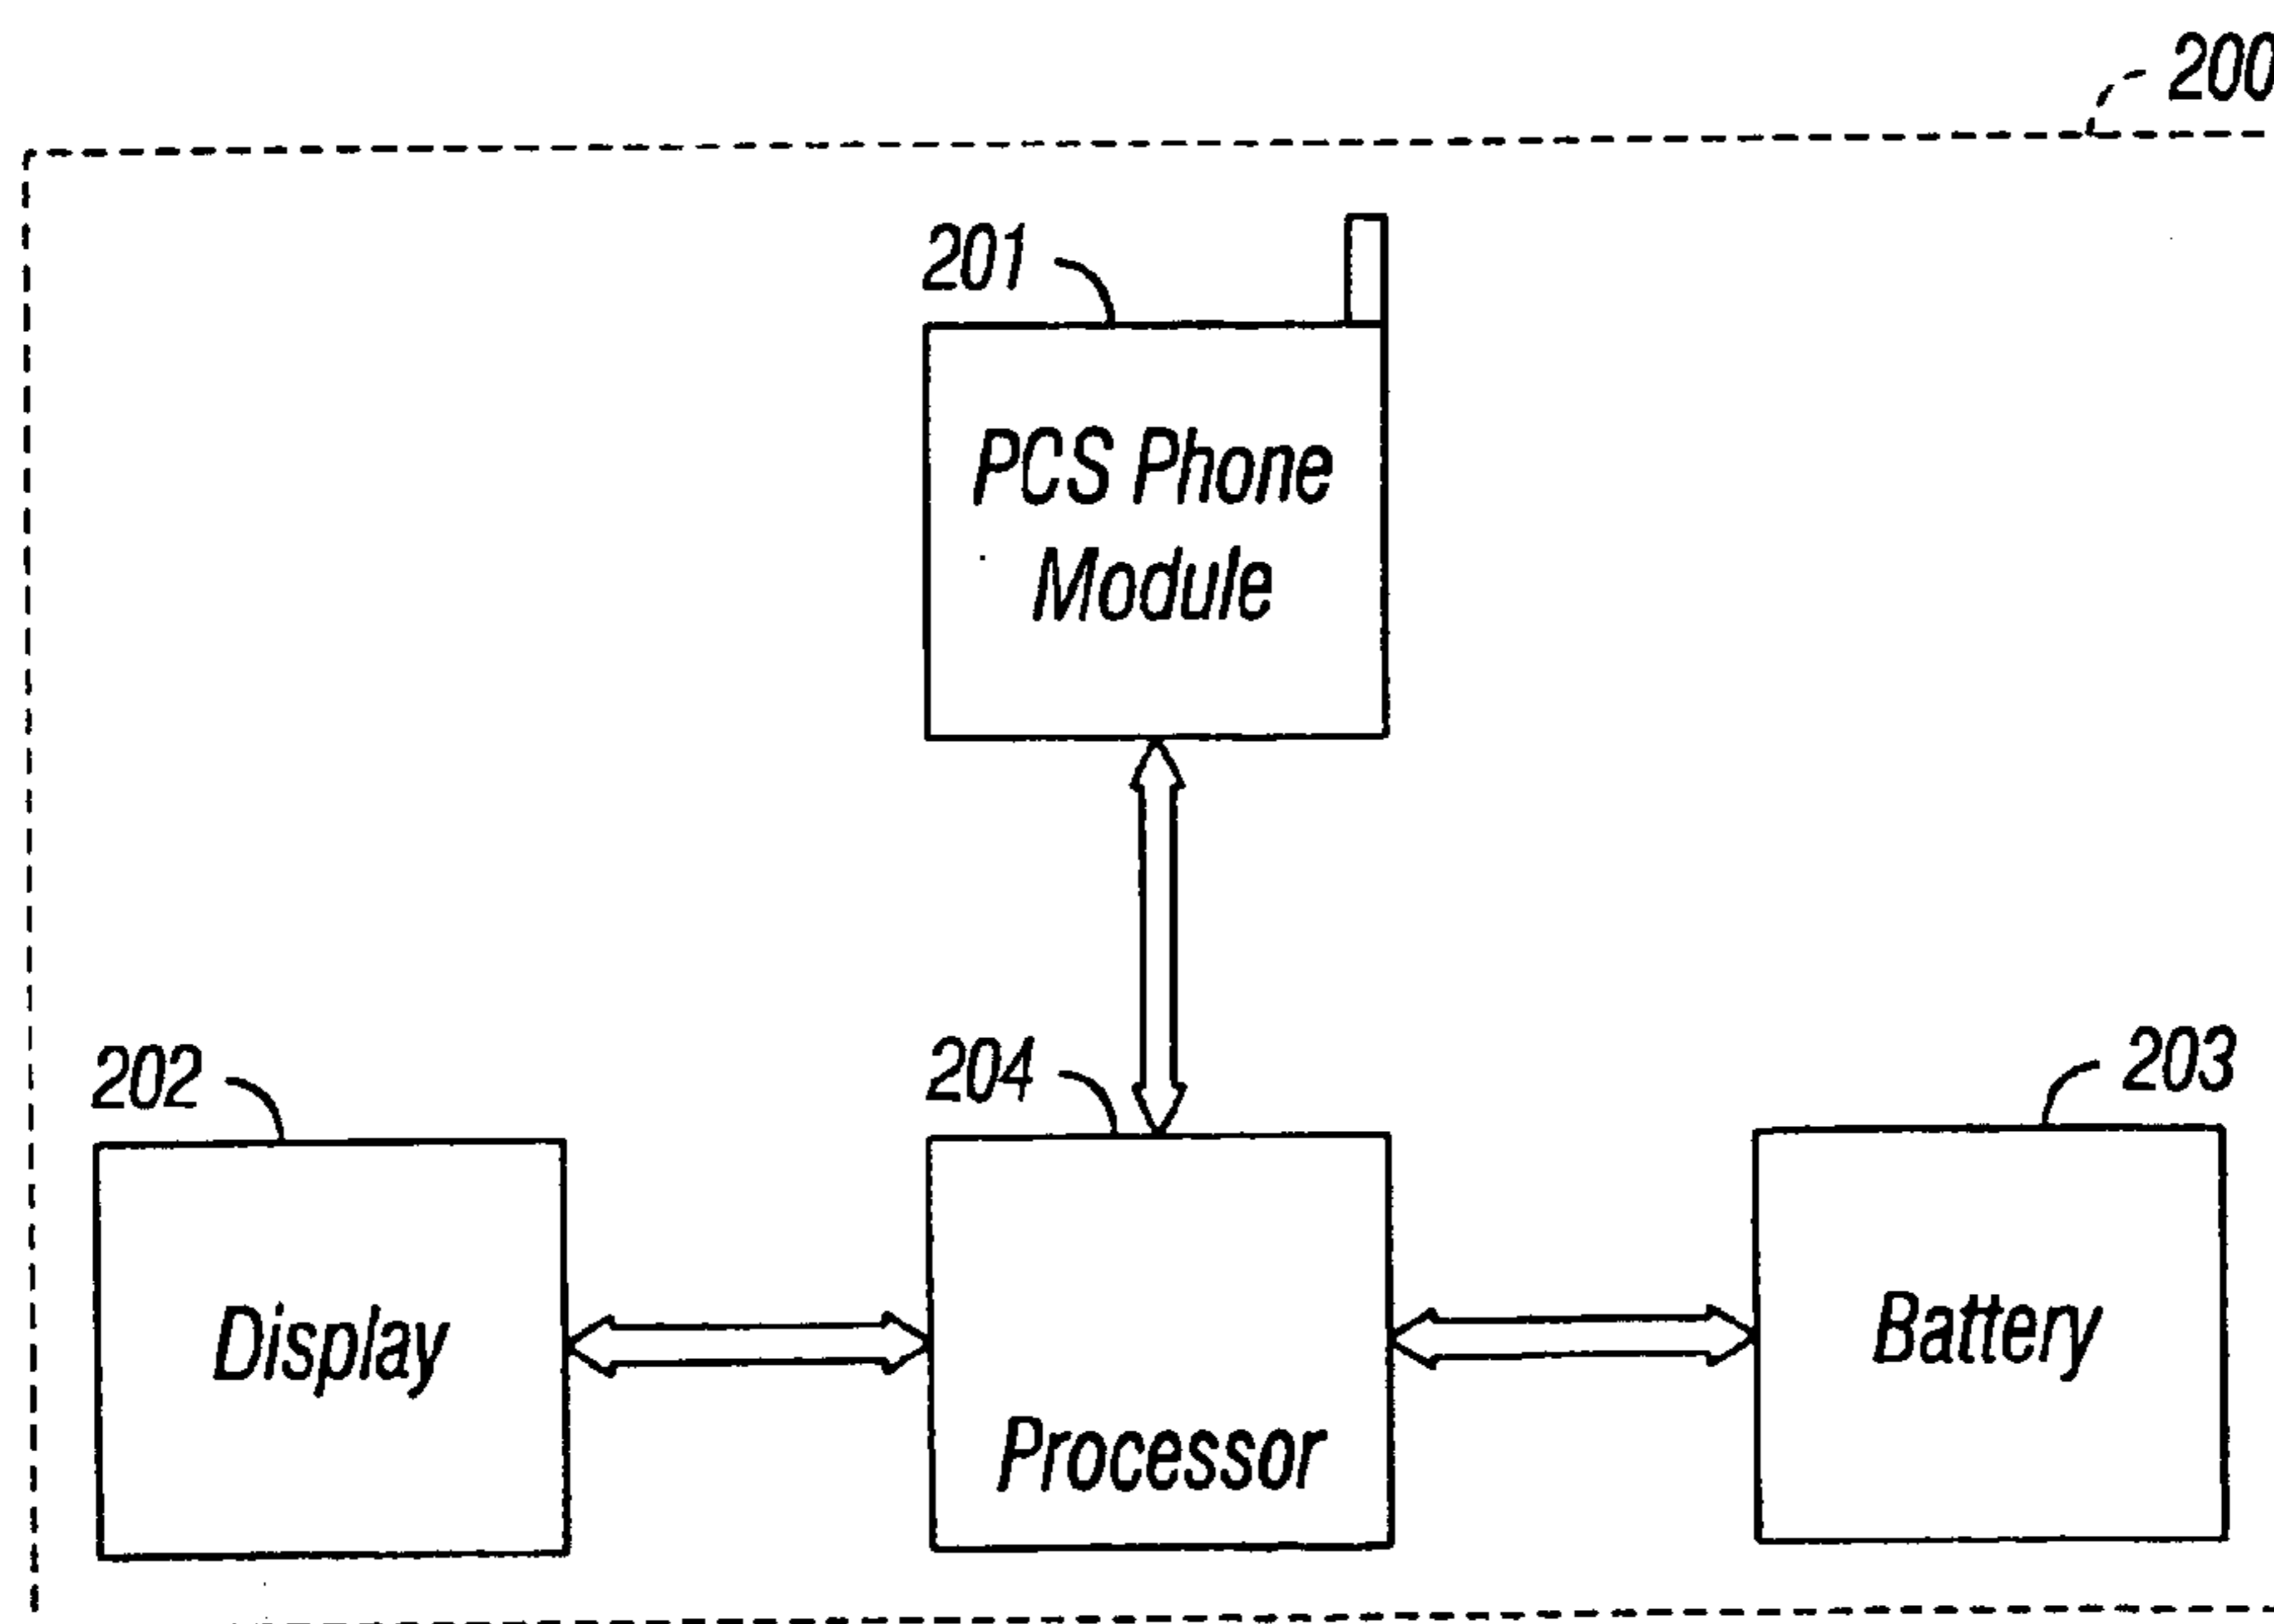 200
201
PCS Phone
Module
202
204
203
Display
Processor
Battery